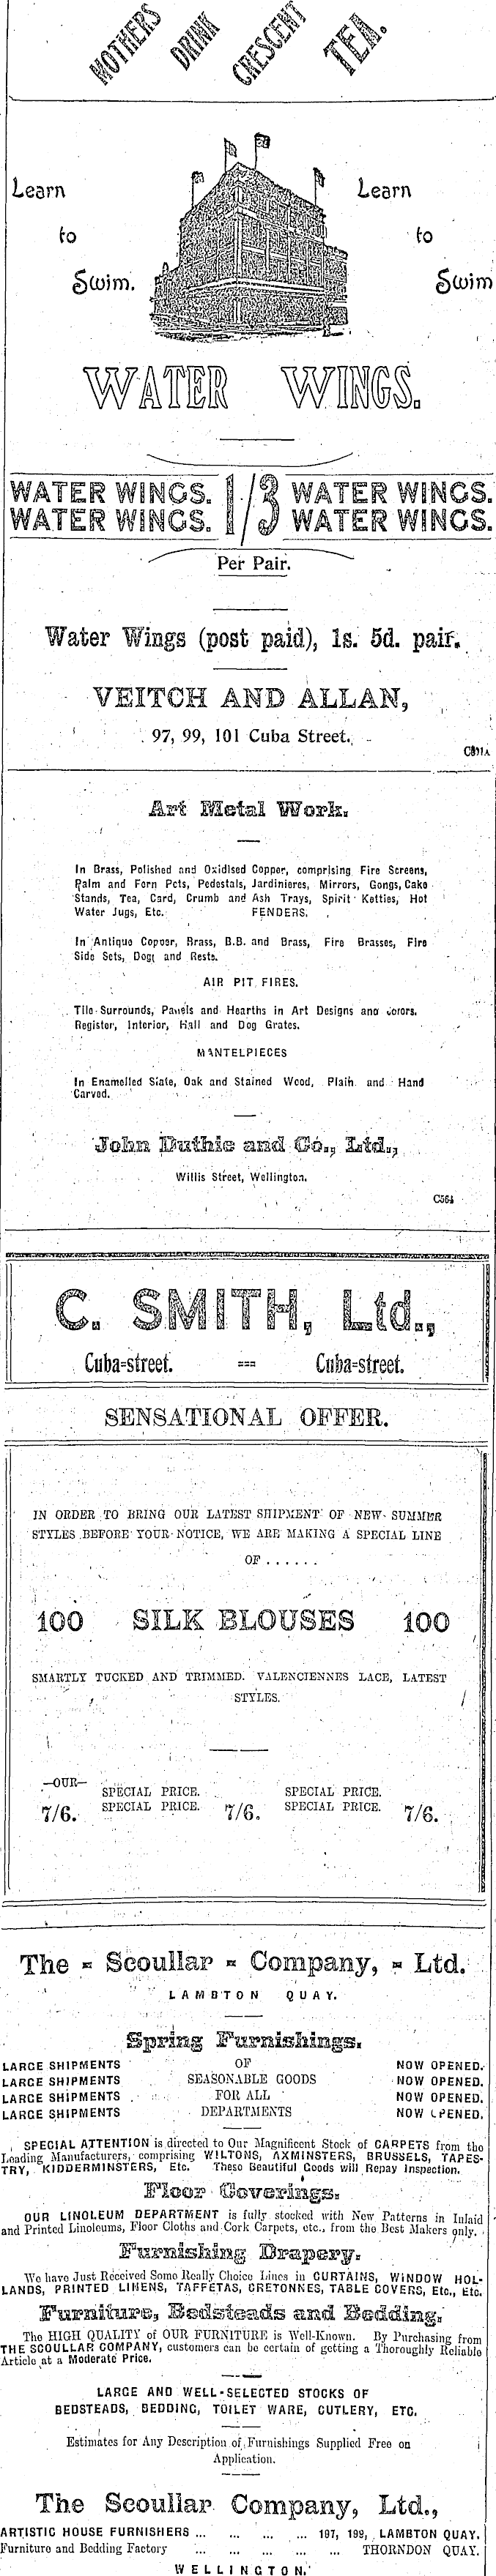 MOTHERS DRINK CRESCENT TEA.
Learn Learn
to to
Swim. Swim
WATER WINGS.
WATER WINGS. 1/3 WATER WINGS.
WATER WINGS. WATER WINGS.
Per Pair.
Water Wings (post paid), 1s. 5d. pair.
VEITCH AND ALLAN,
97, 99, 101 Cuba Street.
Art Metal Work.
In Brass, Polished and Oxidised Copper, comprising Fire Screens,
Palm and Fern Pots, Pedestals, Jardinieres, Mirrors, Gongs, Cake
Stands, Tea, Card, Crumb and Ash Trays, Spirit Kettles, Hot
Water Jugs, Etc. FENDERS.
In Antique Copper, Brass, B.B. and Brass, Fire Brasses, Fire
Side Sets, Dogs and Rests.
AIR PIT FIRES.
Tile Surrounds, Panels and Hearths in Art Designs and Colors.
Register, Interior, Hall and Dog Grates.
MANTELPIECES
In Enamelled Slate, Oak and Stained Wood, Plain and Hand
Carved.
John Duthie and Co., Ltd.,
Willis Street, Wellington.
C564
C. SMITH, Ltd.,
Cuba-street. === Cuba-street.
SENSATIONAL OFFER.
IN ORDER TO BRING OUR LATEST SHIPMENT OF NEW SUMMER
STYLES BEFORE YOUR NOTICE, WE ARE MAKING A SPECIAL LINE
OF ......
100 SILK BLOUSES 100
SMARTLY TUCKED AND TRIMMED. VALENCIENNES LACE, LATEST
STYLES.
—OUR—
SPECIAL PRICE. SPECIAL PRICE.
7/6. SPECIAL PRICE. 7/6. SPECIAL PRICE. 7/6.
The - Scoullar - Company, - Ltd.
LAMBTON QUAY.
Spring Furnishings.
LARGE SHIPMENTS OF NOW OPENED.
LARGE SHIPMENTS SEASONABLE GOODS NOW OPENED.
LARGE SHIPMENTS FOR ALL NOW OPENED.
LARGE SHIPMENTS DEPARTMENTS NOW OPENED.
SPECIAL ATTENTION is directed to Our Magnificent Stock of CARPETS from the
Leading Manufacturers, comprising WILTONS, AXMINSTERS, BRUSSELS, TAPES-
TRY, KIDDERMINSTERS, Etc. These Beautiful Goods will Repay Inspection.
Floor Coverings.
OUR LINOLEUM DEPARTMENT is fully stocked with New Patterns in Inlaid
and Printed Linoleums, Floor Cloths and Cork Carpets, etc., from the Best Makers only.
Furnishing Drapery.
We have Just Received Some Really Choice Lines in CURTAINS, WINDOW HOL-
LANDS, PRINTED LINENS, TAFFETAS, CRETONNES, TABLE COVERS, Etc., Etc.
Furniture, Bedsteads and Bedding.
The HIGH QUALITY of OUR FURNITURE is Well-Known. By Purchasing from
THE SCOULLAR COMPANY, customers can be certain of getting a Thoroughly Reliable
Article at a Moderate Price.
LARGE AND WELL-SELECTED STOCKS OF
BEDSTEADS, BEDDING, TOILET WARE, CUTLERY, ETC.
Estimates for Any Description of Furnishings Supplied Free on
Application.
The Scoullar Company, Ltd.,
ARTISTIC HOUSE FURNISHERS ... ... ... ... 197, 199, LAMBTON QUAY.
Furniture and Bedding Factory ... ... ... ... ... THORNDON QUAY.
WELLINGTON.